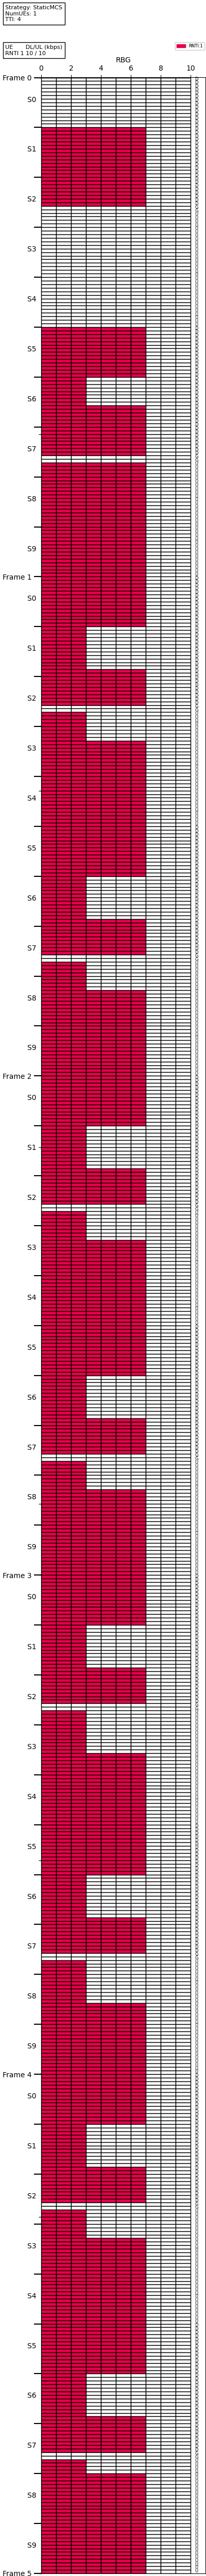 Strategy: StaticMCS
NumUEs: 1
TTI: 4
UE DL/UL (kbps)
RNTI 1 10 / 10
RNTI 1
RBG
0 2 4 6 8 10
Frame 0
S0
S1
S2
S3
S4
S5
S6
S7
S8
S9
Frame 1
S0
S1
S2
S3
S4
S5
S6
S7
S8
S9
Frame 2
S0
S1
S2
S3
S4
S5
S6
S7
S8
S9
Frame 3
S0
S1
S2
S3
S4
S5
S6
S7
S8
S9
Frame 4
S0
S1
S2
S3
S4
S5
S6
S7
S8
S9
Frame 5